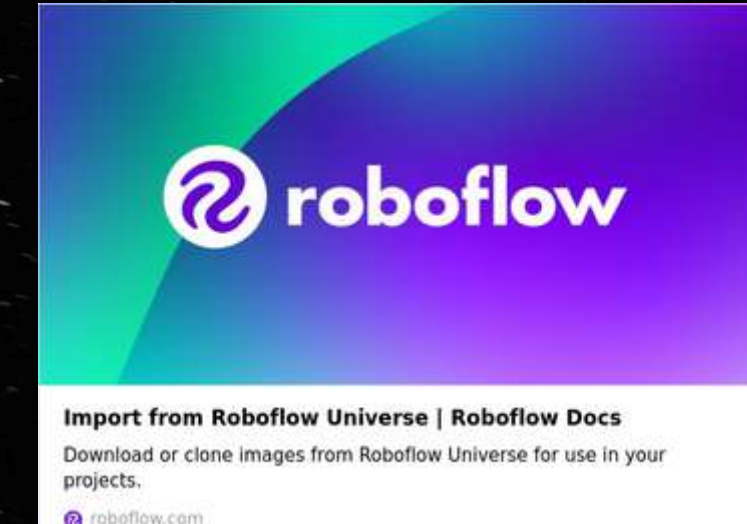 roboflow
Import from Roboflow Universe | Roboflow Docs
Download or clone images from Roboflow Universe for use in your
projects.
roboflow.com